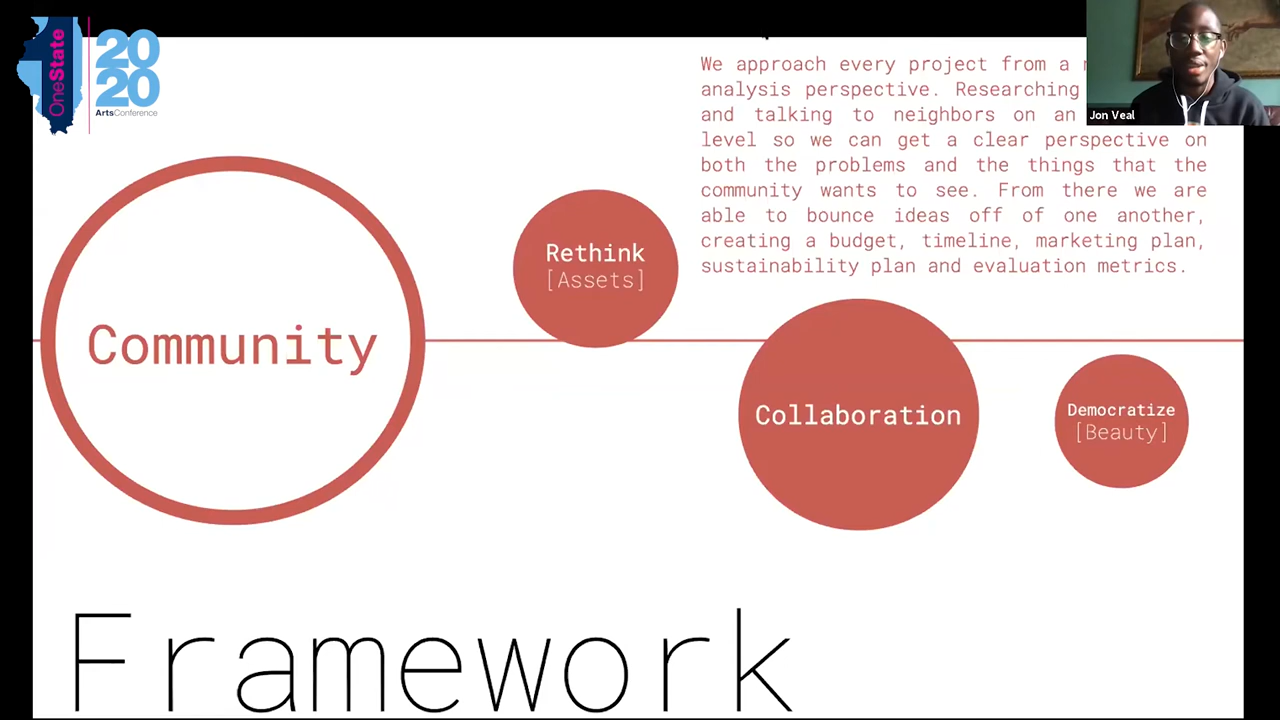 OneState
2020
ArtsConference
We approach every project from a
analysis perspective. Researching
and talking to neighbors on an
level so we can get a clear perspective on
both the problems and the things that the
community wants to see. From there we are
able to bounce ideas off of one another,
creating a budget, timeline, marketing plan,
sustainability plan and evaluation metrics.
Jon Veal
Community
Rethink
[Assets]
Collaboration
Democratize
[Beauty]
Framework